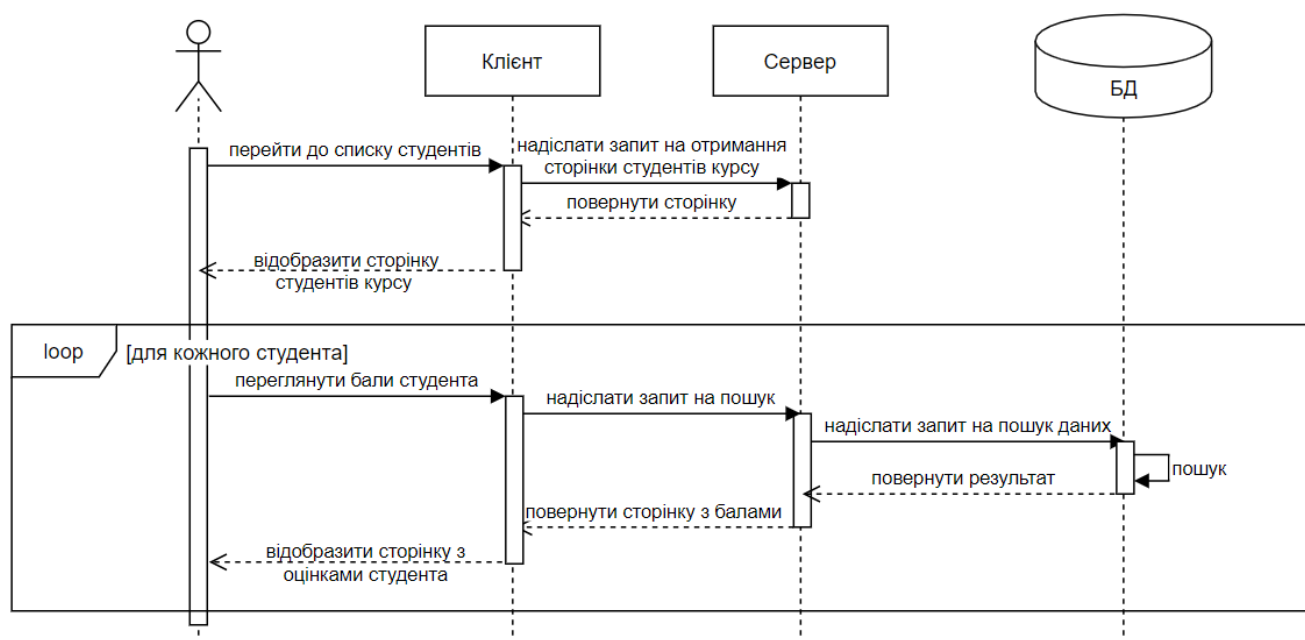 Клієнт
Сервер
БД
перейти до списку студентів
надіслати запит на отримання
сторінки студентів курсу
повернути сторінку
відобразити сторінку
студентів курсу
loop
[для кожного студента]
переглянути бали студента
надіслати запит на пошук
надіслати запит на пошук даних
пошук
повернути результат
повернути сторінку з балами
відобразити сторінку з
оцінками студента